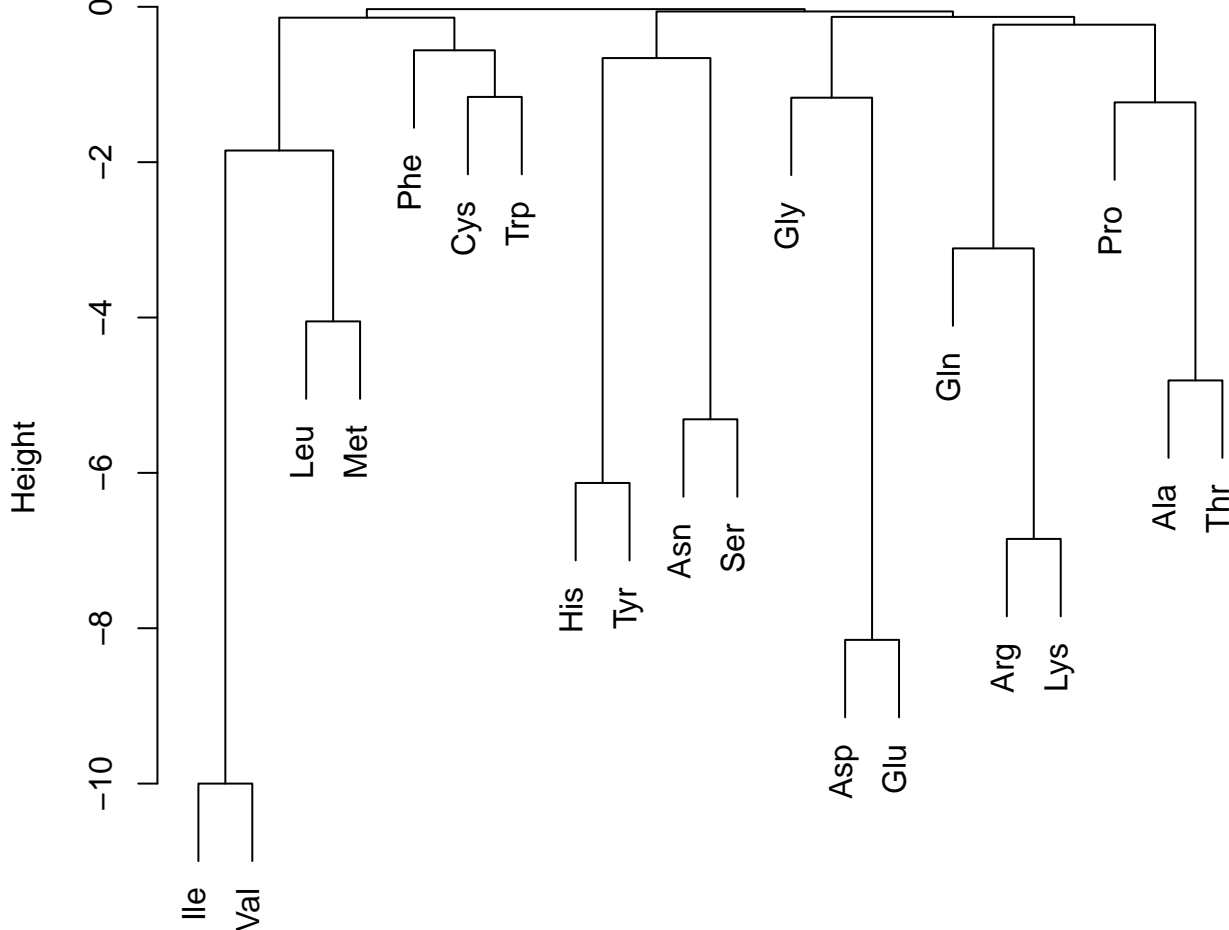 Height
0
−2
−4
−6
−8
−10
Ile
Val
Leu
Met
Phe
Cys
Trp
His
Tyr
Asn
Ser
Gly
Asp
Glu
Gln
Arg
Lys
Pro
Ala
Thr